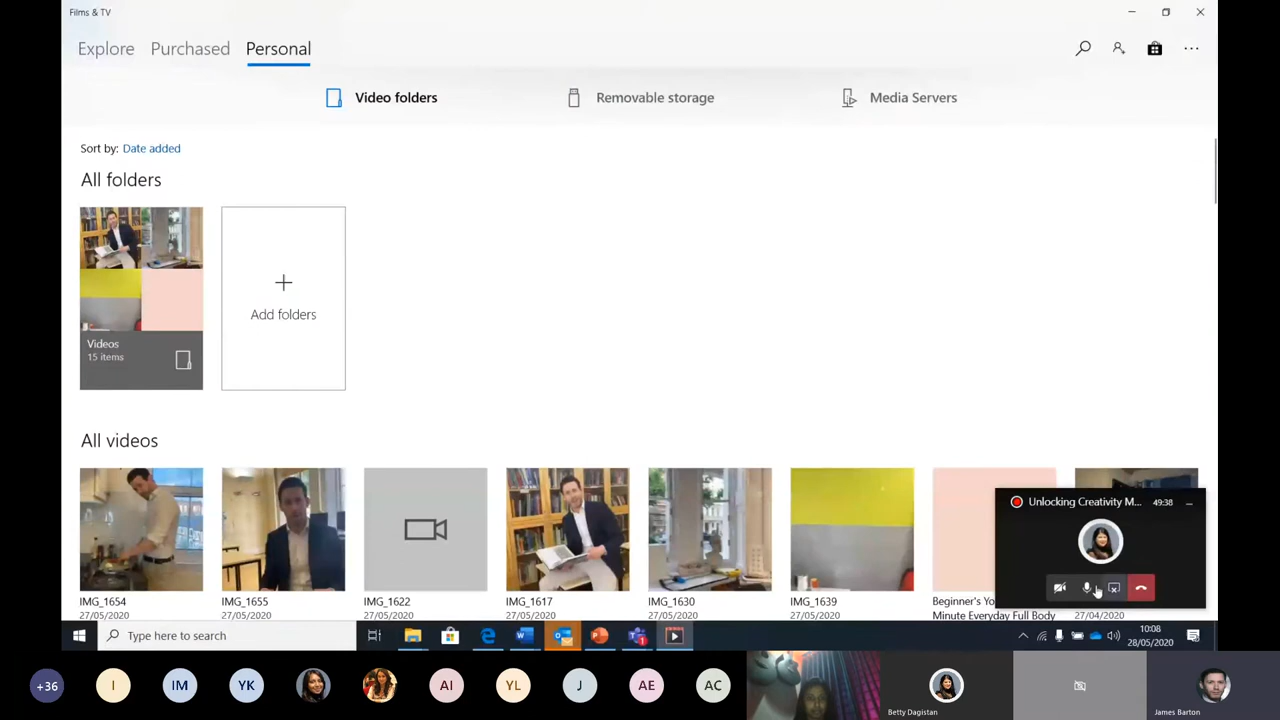 Films & TV
Explore Purchased Personal
Video folders Removable storage Media Servers
Sort by: Date added
All folders
Videos
15 items
Add folders
All videos
IMG_1654
27/05/2020
IMG_1655
27/05/2020
IMG_1622
27/05/2020
IMG_1617
27/05/2020
IMG_1630
27/05/2020
IMG_1639
27/05/2020
Beginner's Yo
Minute Everyday Full Body
27/04/2020
Unlocking Creativity M... 49:38
Type here to search
10:08
28/05/2020
+36 I IM YK AI YL J AE AC
Betty Dagistan
James Barton